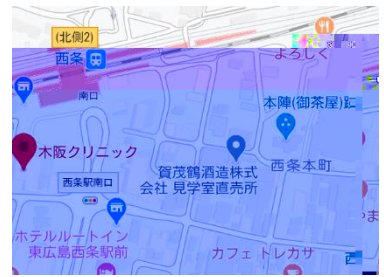 (北側2)
西条
よろしく
南口
本陣(御茶屋)跡
木阪クリニック
賀茂鶴酒造株式
会社 見学室直売所
西条本町
西条駅南口
ホテルルートイン
東広島西条駅前
カフェ トレカサ